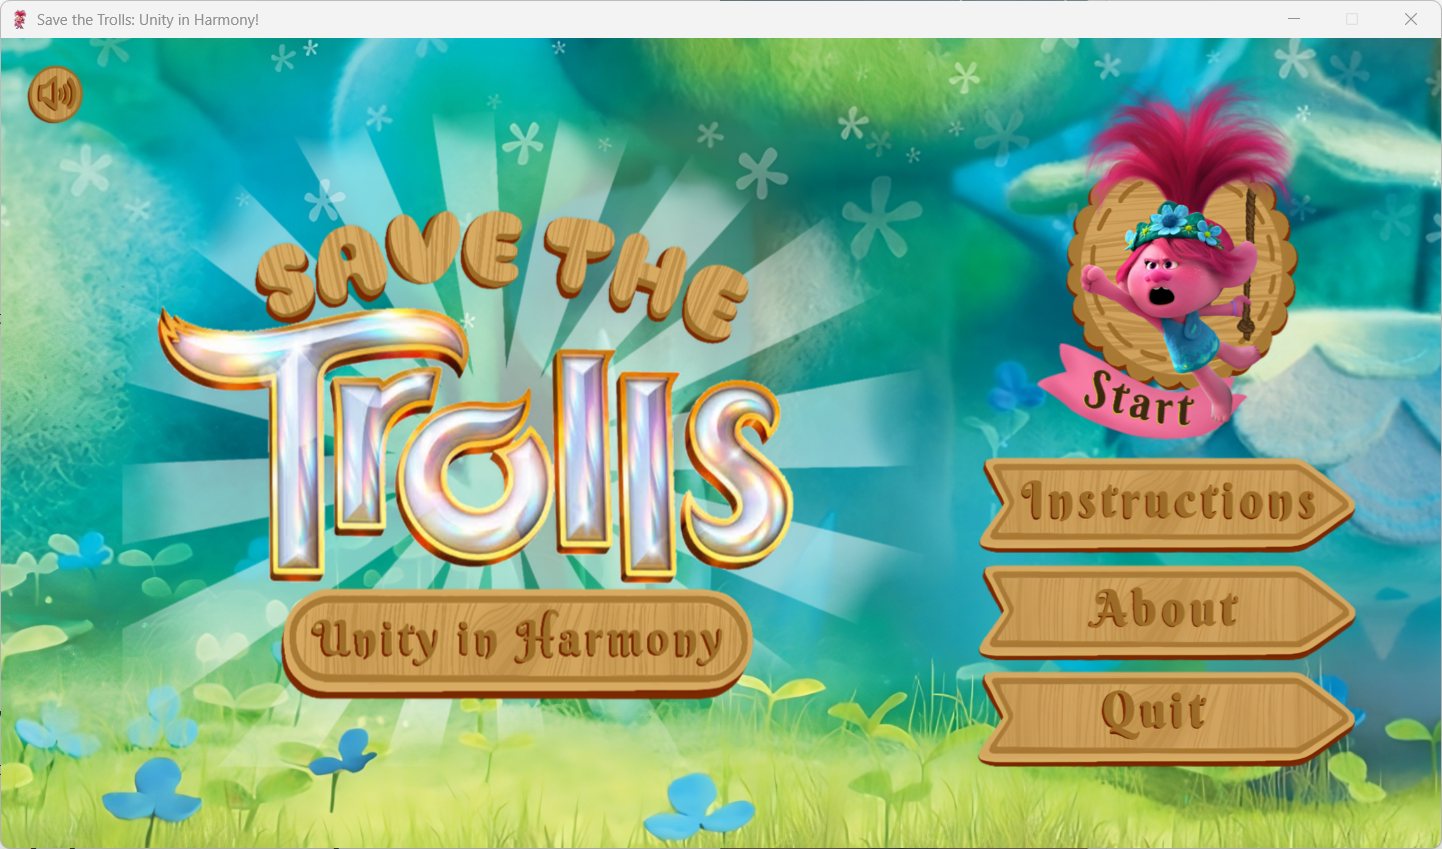 Save the Trolls: Unity in Harmony!
SAVE THE
Trolls
Unity in Harmony
Start
Instructions
About
Quit